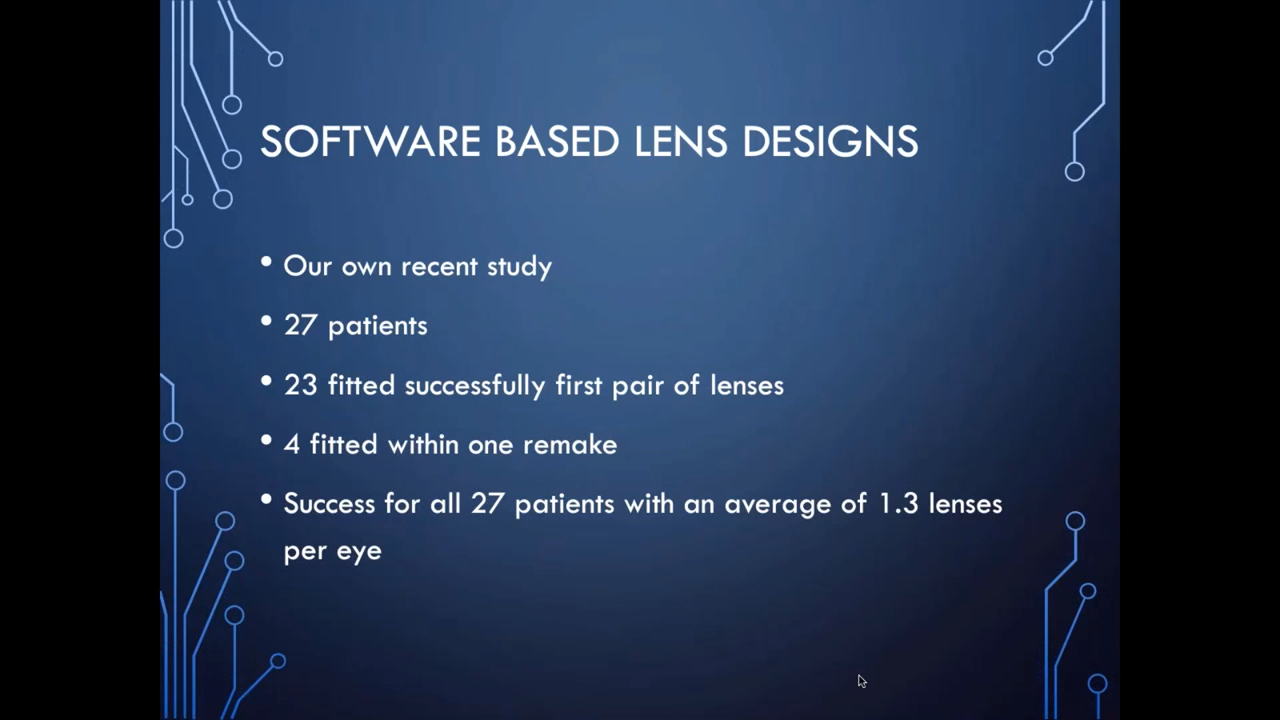 SOFTWARE BASED LENS DESIGNS
• Our own recent study
• 27 patients
• 23 fitted successfully first pair of lenses
• 4 fitted within one remake
• Success for all 27 patients with an average of 1.3 lenses
per eye